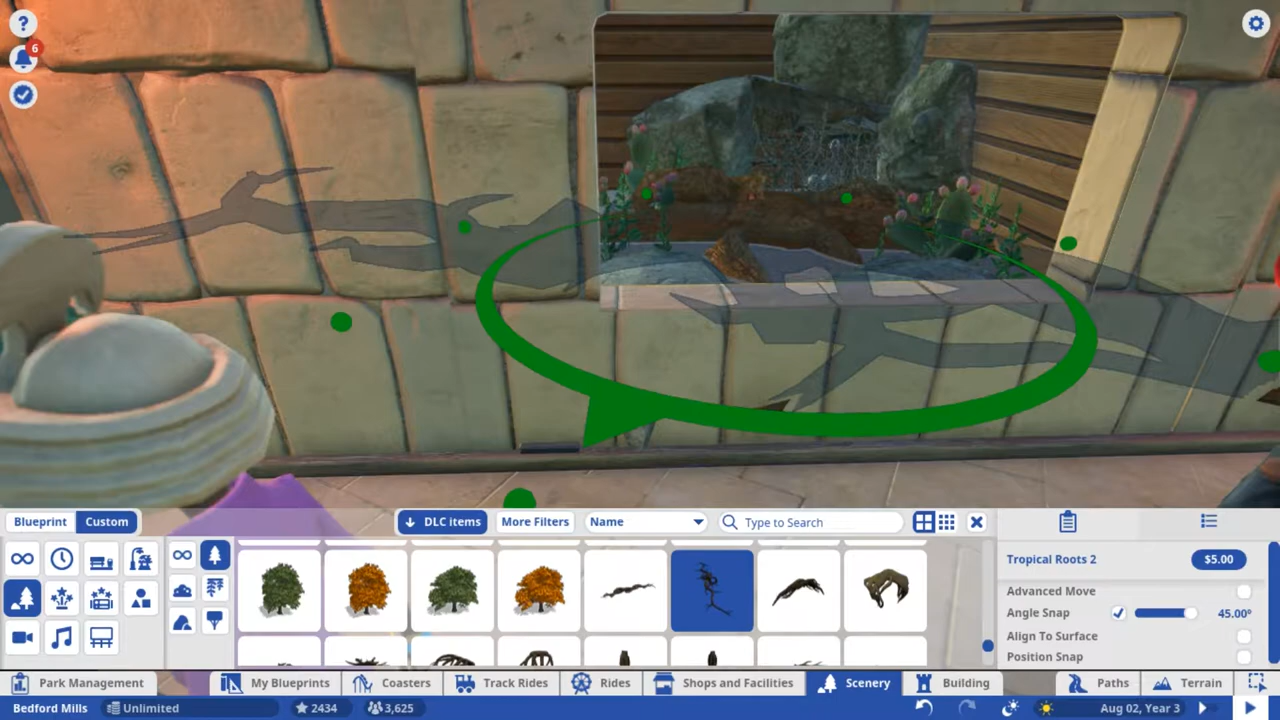 ?
6
Blueprint Custom DLC items More Filters Name Type to Search
Tropical Roots 2 $5.00
Advanced Move
Angle Snap 45.00°
Align To Surface
Position Snap
Park Management My Blueprints Coasters Track Rides Rides Shops and Facilities Scenery Building Paths Terrain
Bedford Mills Unlimited 2434 3,625 Aug 02, Year 3